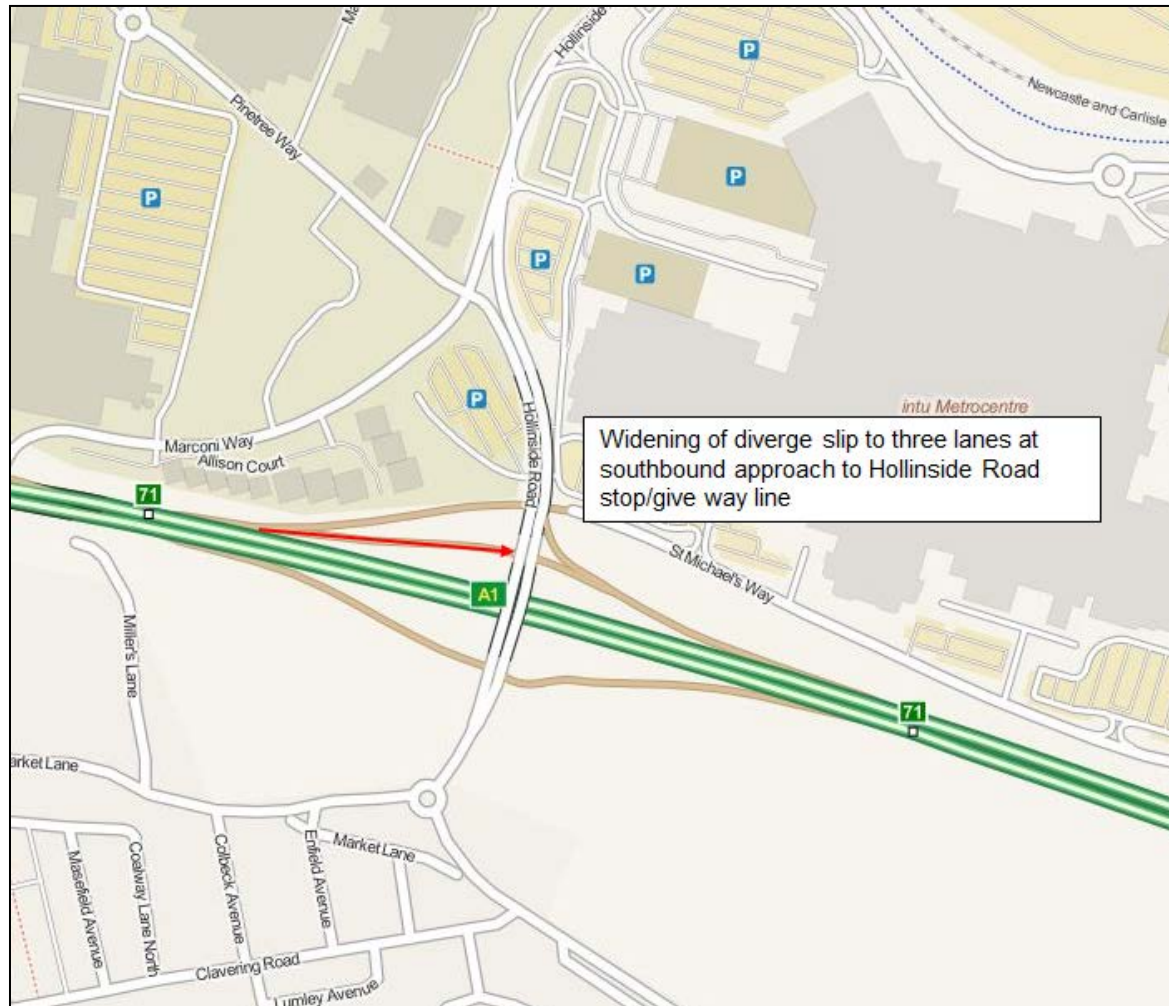 Hollinside
P
Newcastle and Carlisle
Pinetree Way
P
P
P
P
P
intu Metrocentre
Hollinside Road
Widening of diverge slip to three lanes at
southbound approach to Hollinside Road
stop/give way line
Marconi Way
Allison Court
71
St Michael's Way
A1
Miller's Lane
71
arket Lane
Market Lane
Enfield Avenue
Colbeck Avenue
Coalway Lane North
Masefield Avenue
Clavering Road
Lumley Avenue